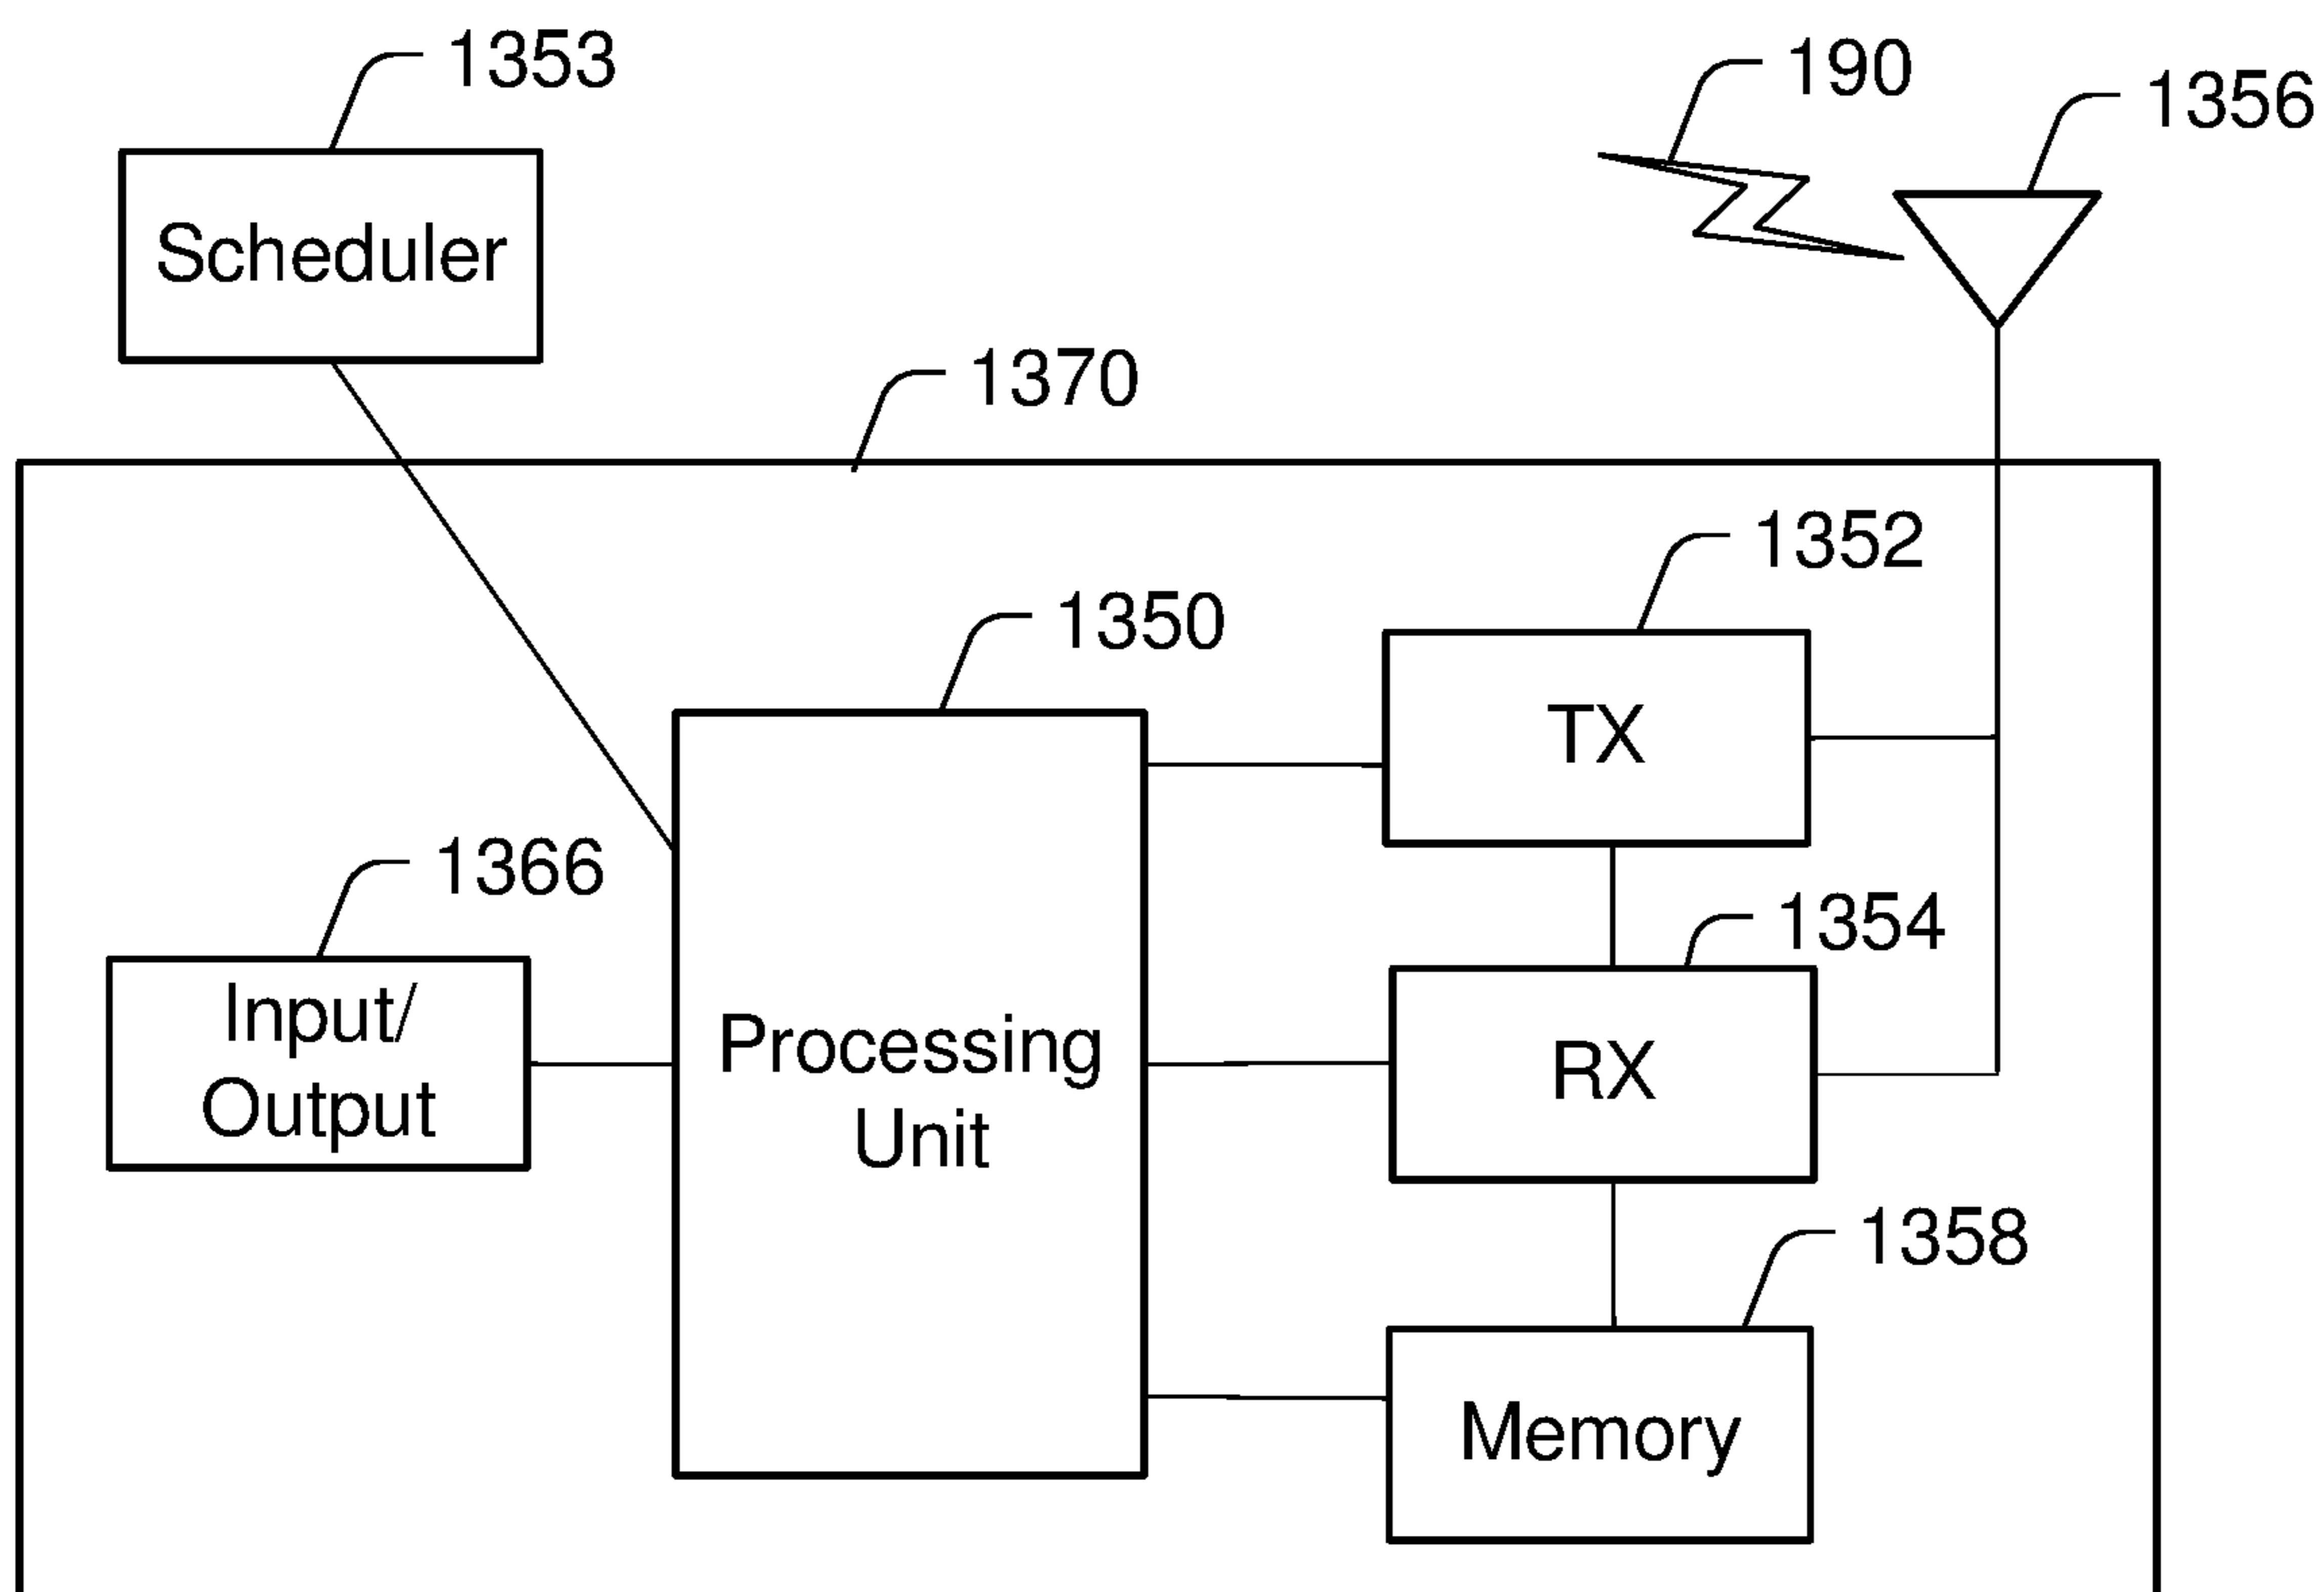 1353
190
1356
Scheduler
1370
1352
1350
TX
1366
1354
Input/
Output
Processing
Unit
RX
1358
Memory